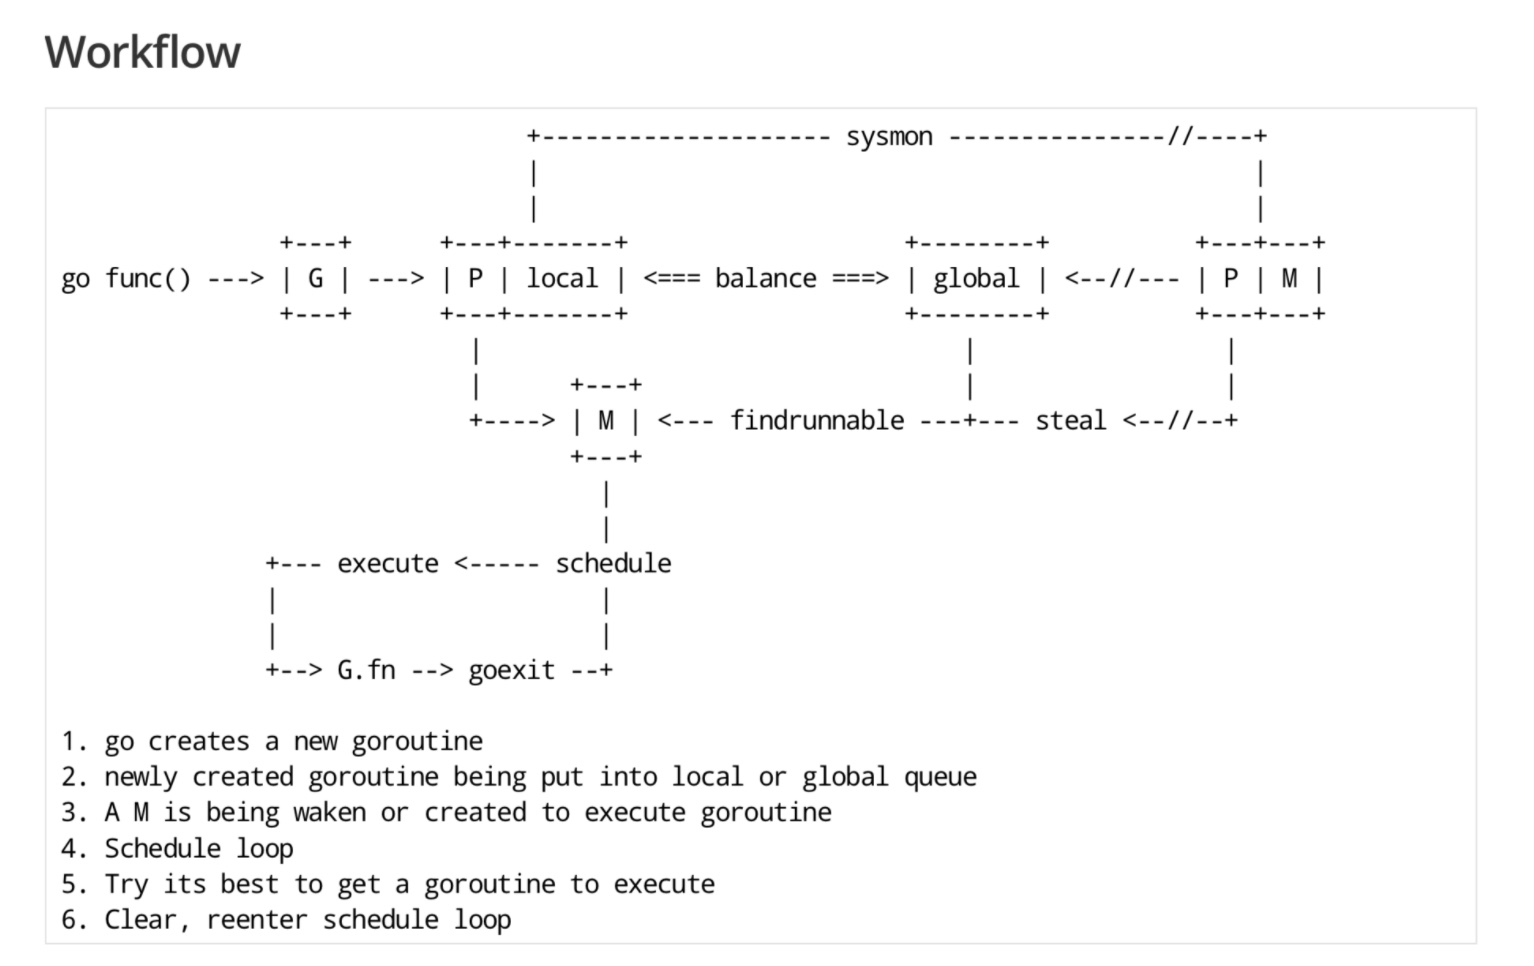 Workflow
+-------------------- sysmon ---------------//----+
|                                                 |
|                                                 |
+---+      +---+-------+                   +--------+          +---+---+
go func() ---> | G | ---> | P | local | <=== balance ===> | global | <--//--- | P | M |
+---+      +---+-------+                   +--------+          +---+---+
|                                 |                 |
|      +---+                      |                 |
+----> | M | <--- findrunnable ---+--- steal <--//--+
+---+
|
|
+--- execute <----- schedule
|                      |
|                      |
+--> G.fn --> goexit --+
1. go creates a new goroutine
2. newly created goroutine being put into local or global queue
3. A M is being waken or created to execute goroutine
4. Schedule loop
5. Try its best to get a goroutine to execute
6. Clear, reenter schedule loop